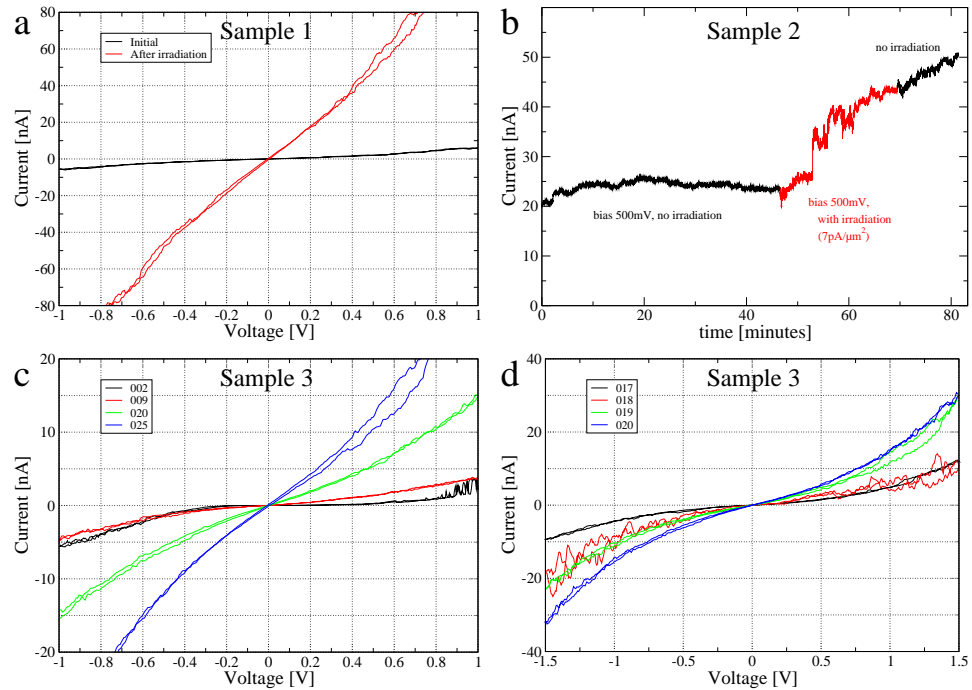 a
Sample 1
Initial
After irradiation
Current [nA]
80
60
40
20
0
-20
-40
-60
-80
-1 -0.8 -0.6 -0.4 -0.2 0 0.2 0.4 0.6 0.8 1
Voltage [V]
b
Sample 2
no irradiation
bias 500mV, no irradiation
bias 500mV,
with irradiation
(7pA/μm²)
Current [nA]
60
50
40
30
20
10
0
0 20 40 60 80
time [minutes]
c
Sample 3
002
009
020
025
Current [nA]
20
10
0
-10
-20
-1 -0.8 -0.6 -0.4 -0.2 0 0.2 0.4 0.6 0.8 1
Voltage [V]
d
Sample 3
017
018
019
020
Current [nA]
40
20
0
-20
-40
-1.5 -1 -0.5 0 0.5 1 1.5
Voltage [V]